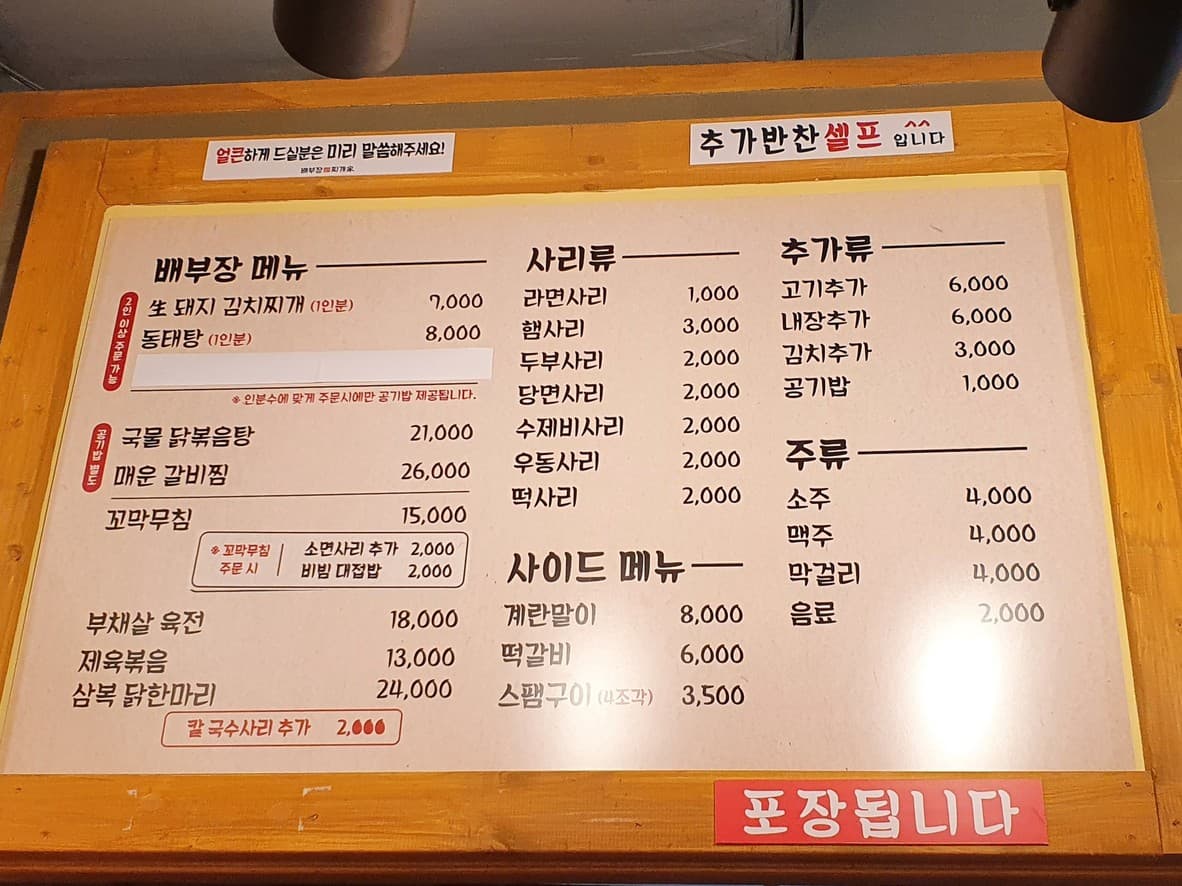 얼큰하게 드실분은 미리 말씀해주세요!
추가반찬셀프 입니다
배부장 메뉴
2인이상 주문 가능
生 돼지 김치찌개 (1인분) 7,000
동태탕 (1인분) 8,000
※ 인분수에 맞게 주문시에만 공기밥 제공됩니다.
공기밥 별도
국물 닭볶음탕 21,000
매운 갈비찜 26,000
꼬막무침 15,000
※ 꼬막무침 주문 시
소면사리 추가 2,000
비빔 대접밥 2,000
부채살 육전 18,000
제육볶음 13,000
삼복 닭한마리 24,000
칼 국수사리 추가 2,000
사리류
라면사리 1,000
햄사리 3,000
두부사리 2,000
당면사리 2,000
수제비사리 2,000
우동사리 2,000
떡사리 2,000
사이드 메뉴
계란말이 8,000
떡갈비 6,000
스팸구이 (4조각) 3,500
추가류
고기추가 6,000
내장추가 6,000
김치추가 3,000
공기밥 1,000
주류
소주 4,000
맥주 4,000
막걸리 4,000
음료 2,000
포장됩니다